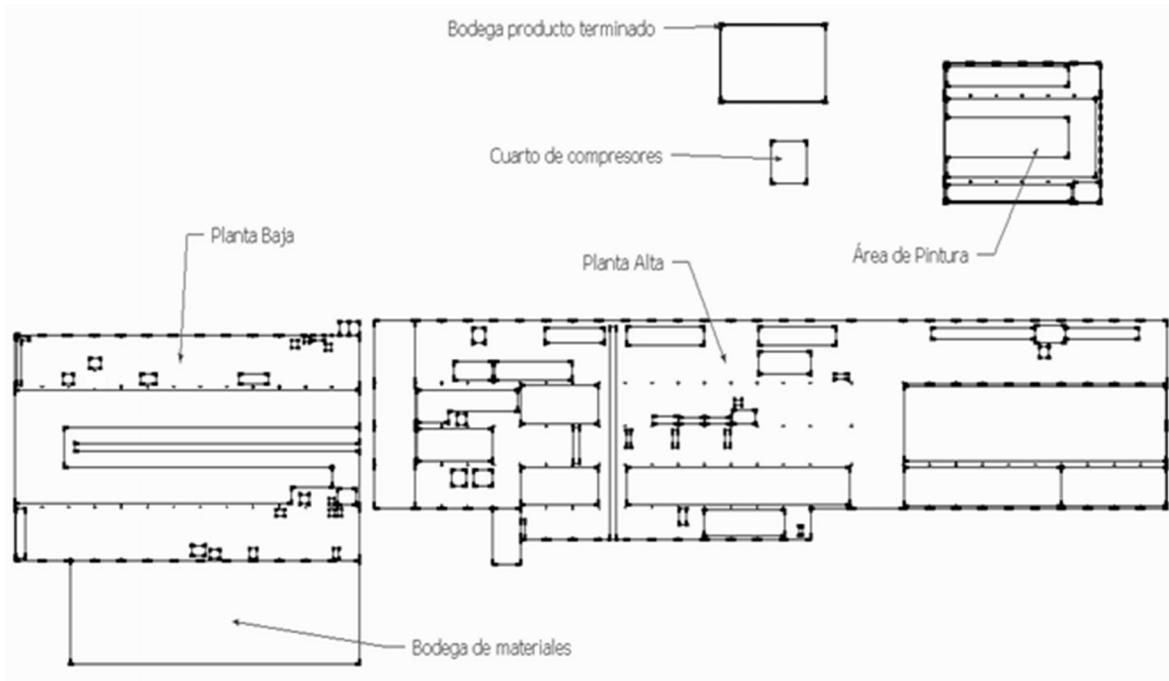 Bodega producto terminado
Cuarto de compresores
Planta Baja
Planta Alta
Área de Pintura
Bodega de materiales